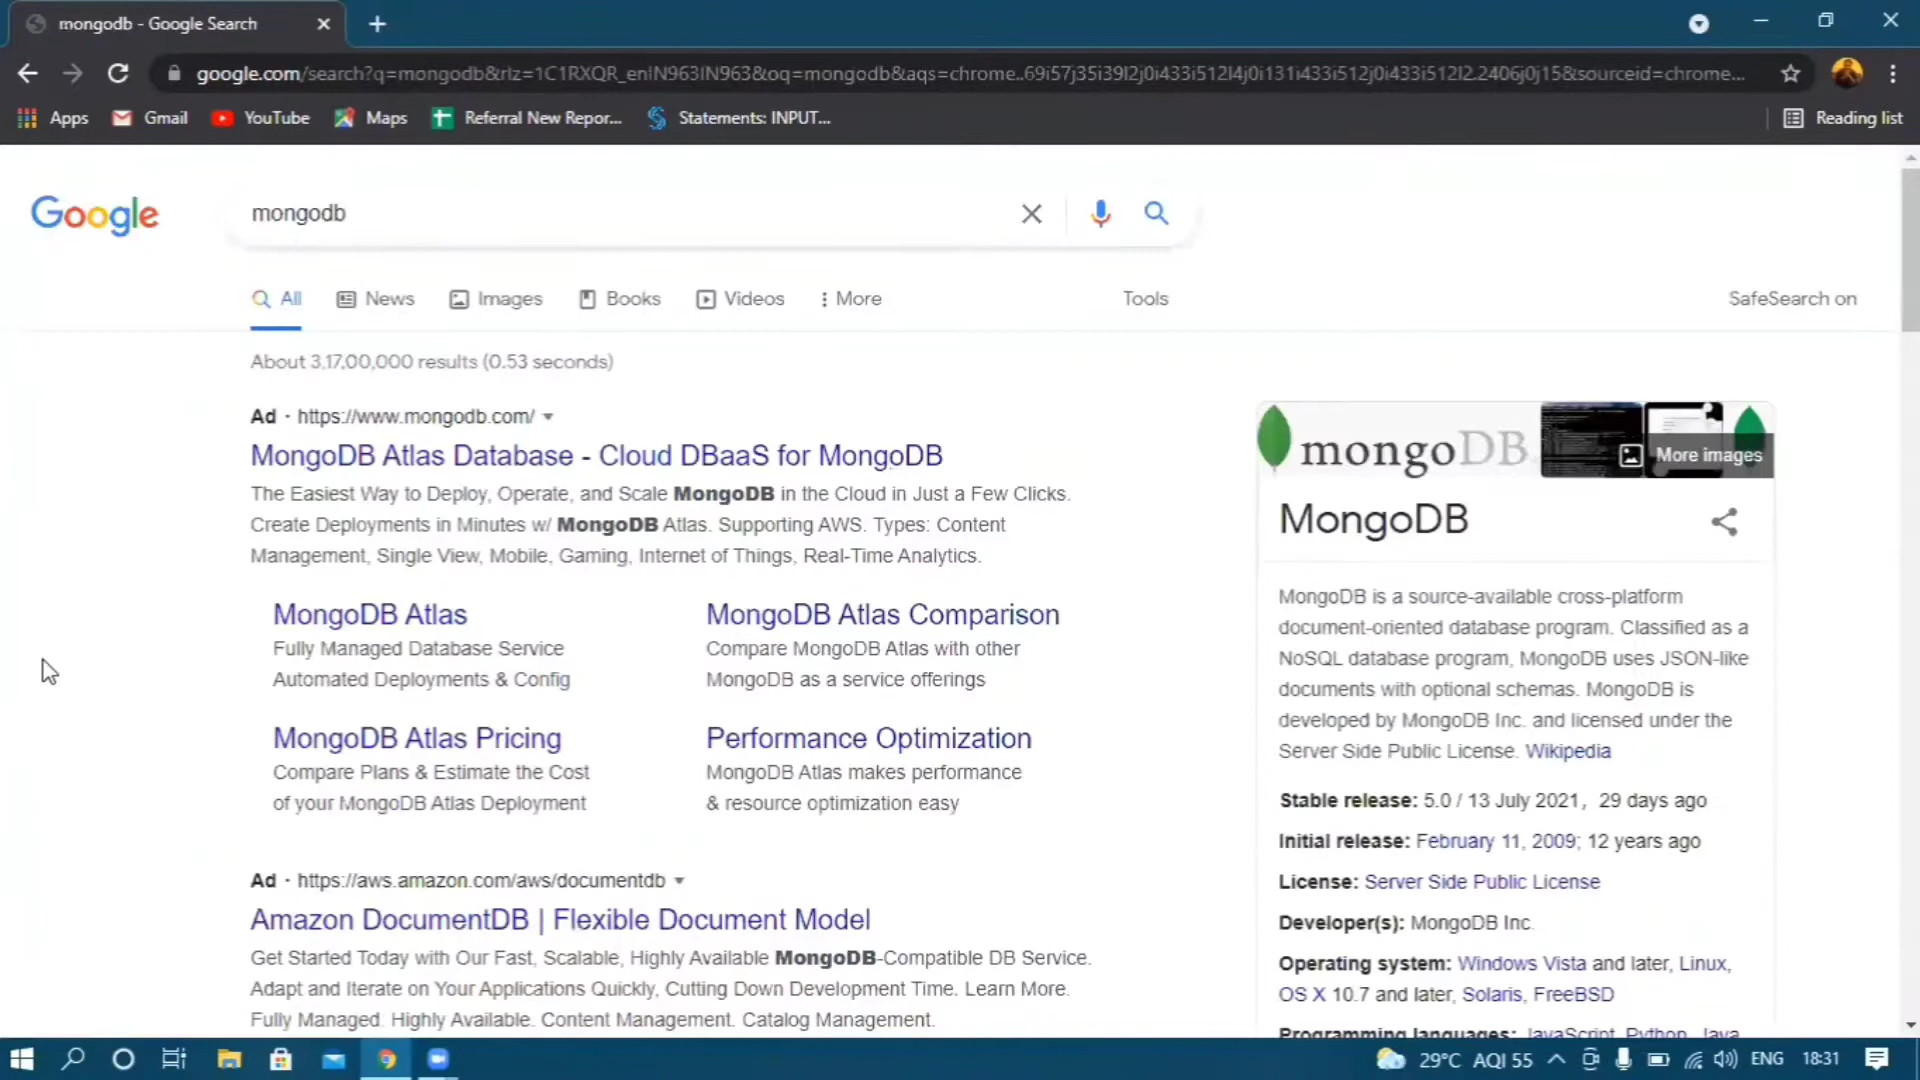 mongodb - Google Search
google.com/search?q=mongodb&rlz=1C1RXQR_enIN963IN963&oq=mongodb&aqs=chrome..69i57j35i39l2j0i433i512l4j0i131i433i512j0i433i512l2.2406j0j15&sourceid=chrome...
Apps Gmail YouTube Maps Referral New Repor... Statements: INPUT... Reading list
Google
mongodb
All News Images Books Videos More Tools SafeSearch on
About 3,17,00,000 results (0.53 seconds)
Ad · https://www.mongodb.com/
MongoDB Atlas Database - Cloud DBaaS for MongoDB
The Easiest Way to Deploy, Operate, and Scale MongoDB in the Cloud in Just a Few Clicks.
Create Deployments in Minutes w/ MongoDB Atlas. Supporting AWS. Types: Content
Management, Single View, Mobile, Gaming, Internet of Things, Real-Time Analytics.
MongoDB Atlas
Fully Managed Database Service
Automated Deployments & Config
MongoDB Atlas Comparison
Compare MongoDB Atlas with other
MongoDB as a service offerings
MongoDB Atlas Pricing
Compare Plans & Estimate the Cost
of your MongoDB Atlas Deployment
Performance Optimization
MongoDB Atlas makes performance
& resource optimization easy
Ad · https://aws.amazon.com/aws/documentdb
Amazon DocumentDB | Flexible Document Model
Get Started Today with Our Fast, Scalable, Highly Available MongoDB-Compatible DB Service.
Adapt and Iterate on Your Applications Quickly, Cutting Down Development Time. Learn More.
Fully Managed. Highly Available. Content Management. Catalog Management.
mongoDB
More images
MongoDB
MongoDB is a source-available cross-platform
document-oriented database program. Classified as a
NoSQL database program, MongoDB uses JSON-like
documents with optional schemas. MongoDB is
developed by MongoDB Inc. and licensed under the
Server Side Public License. Wikipedia
Stable release: 5.0 / 13 July 2021, 29 days ago
Initial release: February 11, 2009; 12 years ago
License: Server Side Public License
Developer(s): MongoDB Inc.
Operating system: Windows Vista and later, Linux,
OS X 10.7 and later, Solaris, FreeBSD
Programming languages: JavaScript, Python, Java
29°C AQI 55 ENG 18:31